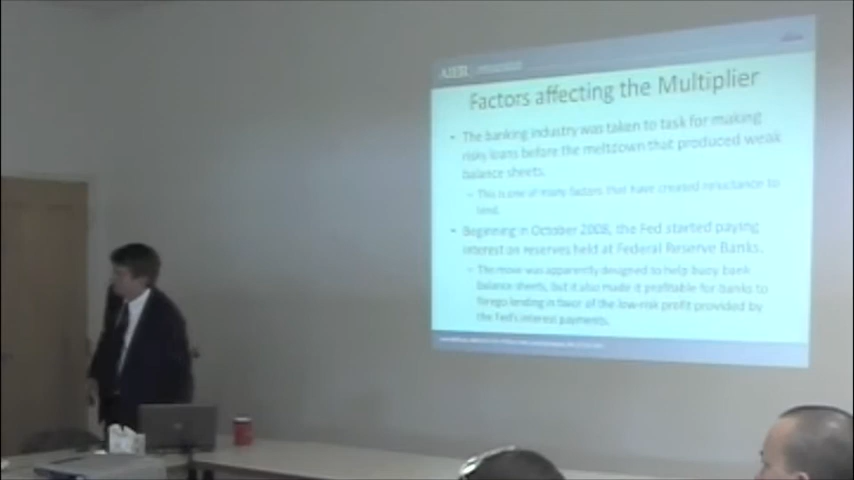 AIER
Factors affecting the Multiplier
• The banking industry was taken to task for making
risky loans before the meltdown that produced weak
balance sheets.
– This is one of many factors that have created reluctance to
lend.
• Beginning in October 2008, the Fed started paying
interest on reserves held at Federal Reserve Banks.
– The move was apparently designed to help buoy bank
balance sheets, but it also made it profitable for banks to
forego lending in favor of the low-risk profit provided by
the Fed's interest payments.